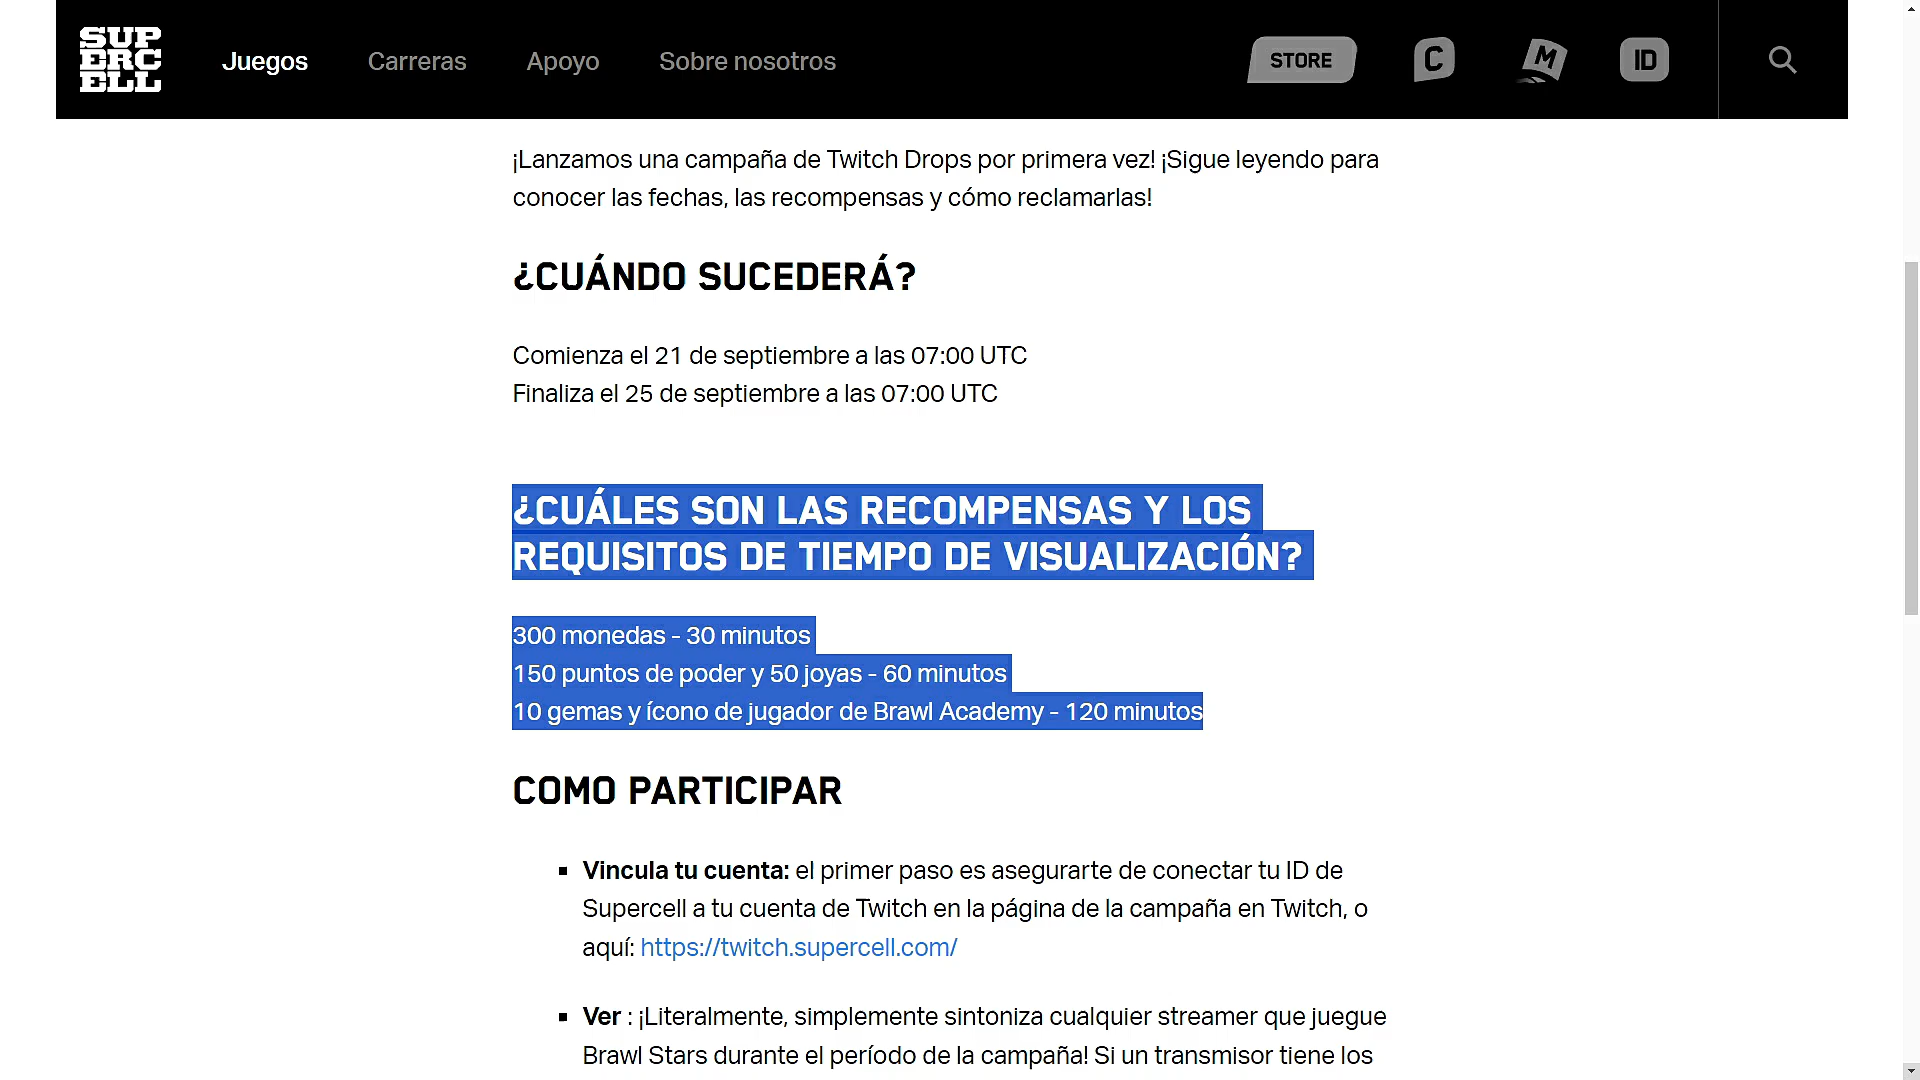 SUP
ERC
ELL
Juegos
Carreras
Apoyo
Sobre nosotros
STORE
C
M
ID
¡Lanzamos una campaña de Twitch Drops por primera vez! ¡Sigue leyendo para
conocer las fechas, las recompensas y cómo reclamarlas!
¿CUÁNDO SUCEDERÁ?
Comienza el 21 de septiembre a las 07:00 UTC
Finaliza el 25 de septiembre a las 07:00 UTC
¿CUÁLES SON LAS RECOMPENSAS Y LOS
REQUISITOS DE TIEMPO DE VISUALIZACIÓN?
300 monedas - 30 minutos
150 puntos de poder y 50 joyas - 60 minutos
10 gemas y ícono de jugador de Brawl Academy - 120 minutos
COMO PARTICIPAR
▪ Vincula tu cuenta: el primer paso es asegurarte de conectar tu ID de
Supercell a tu cuenta de Twitch en la página de la campaña en Twitch, o
aquí: https://twitch.supercell.com/
▪ Ver : ¡Literalmente, simplemente sintoniza cualquier streamer que juegue
Brawl Stars durante el período de la campaña! Si un transmisor tiene los